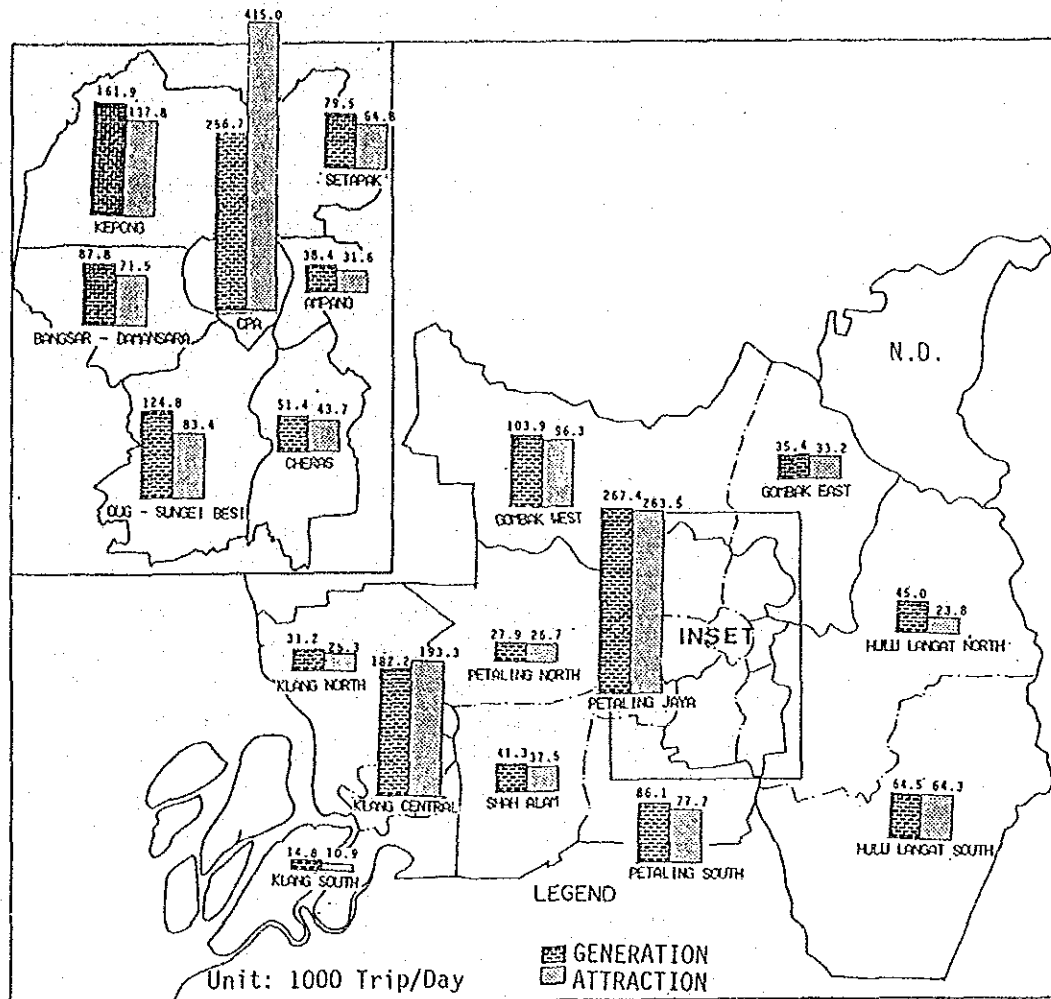 415.0
161.9
137.8
KEPONG
256.7
CPA
79.5
64.8
SETAPAK
87.8
71.5
BANGSAR - DAMANSARA
38.4
31.6
AMPANG
124.8
83.4
OUG - SUNGEI BESI
51.4
43.7
CHERAS
N.D.
103.9
96.3
GOMBAK WEST
35.4
33.2
GOMBAK EAST
267.4
263.5
PETALING JAYA
INSET
45.0
23.8
HULU LANGAT NORTH
31.2
25.3
KLANG NORTH
27.9
26.7
PETALING NORTH
182.2
193.3
KLANG CENTRAL
41.3
37.5
SHAH ALAM
86.1
77.7
PETALING SOUTH
64.5
64.3
HULU LANGAT SOUTH
14.8
10.9
KLANG SOUTH
LEGEND
GENERATION
Unit: 1000 Trip/Day
ATTRACTION